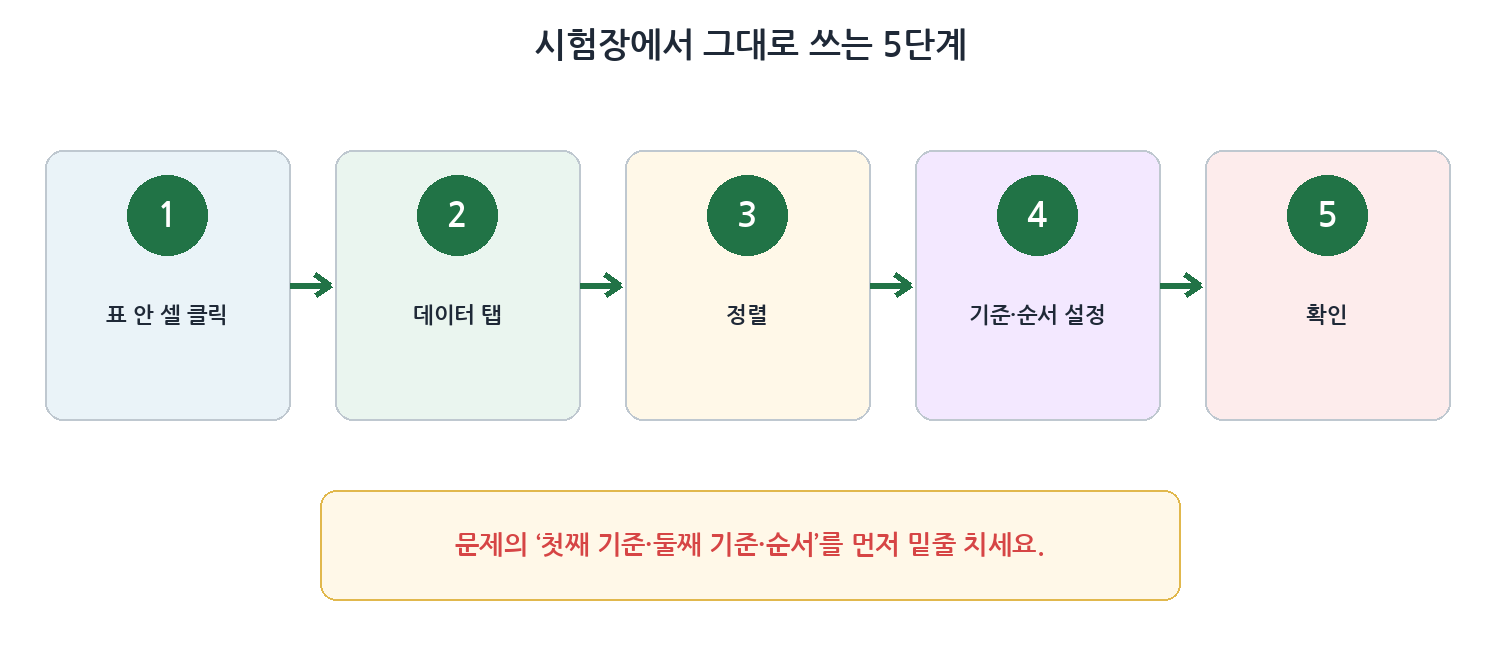 시험장에서 그대로 쓰는 5단계
1
표 안 셀 클릭
2
데이터 탭
3
정렬
4
기준·순서 설정
5
확인
문제의 ‘첫째 기준·둘째 기준·순서’를 먼저 밑줄 치세요.